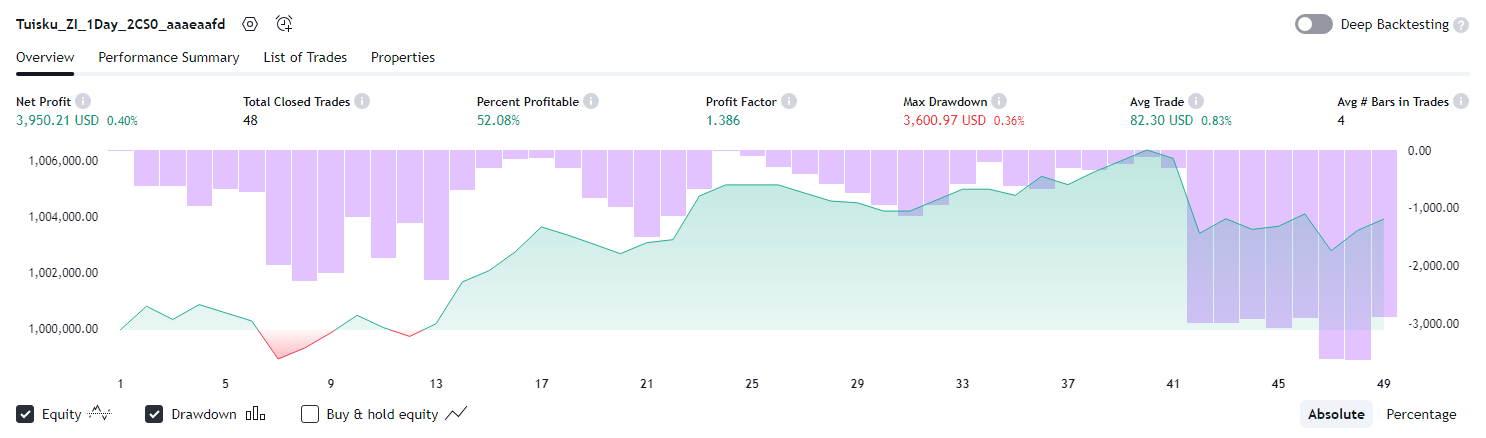 Tuisku_ZI_1Day_2CS0_aaaeaafd Deep Backtesting ?
Overview Performance Summary List of Trades Properties
Net Profit i Total Closed Trades i Percent Profitable i Profit Factor i Max Drawdown i Avg Trade i Avg # Bars in Trades i
3,950.21 USD 0.40% 48 52.08% 1.386 3,600.97 USD 0.36% 82.30 USD 0.83% 4
1,006,000.00 0.00
1,004,000.00 -1,000.00
1,002,000.00 -2,000.00
1,000,000.00 -3,000.00
1 5 9 13 17 21 25 29 33 37 41 45 49
Equity Drawdown Buy & hold equity Absolute Percentage